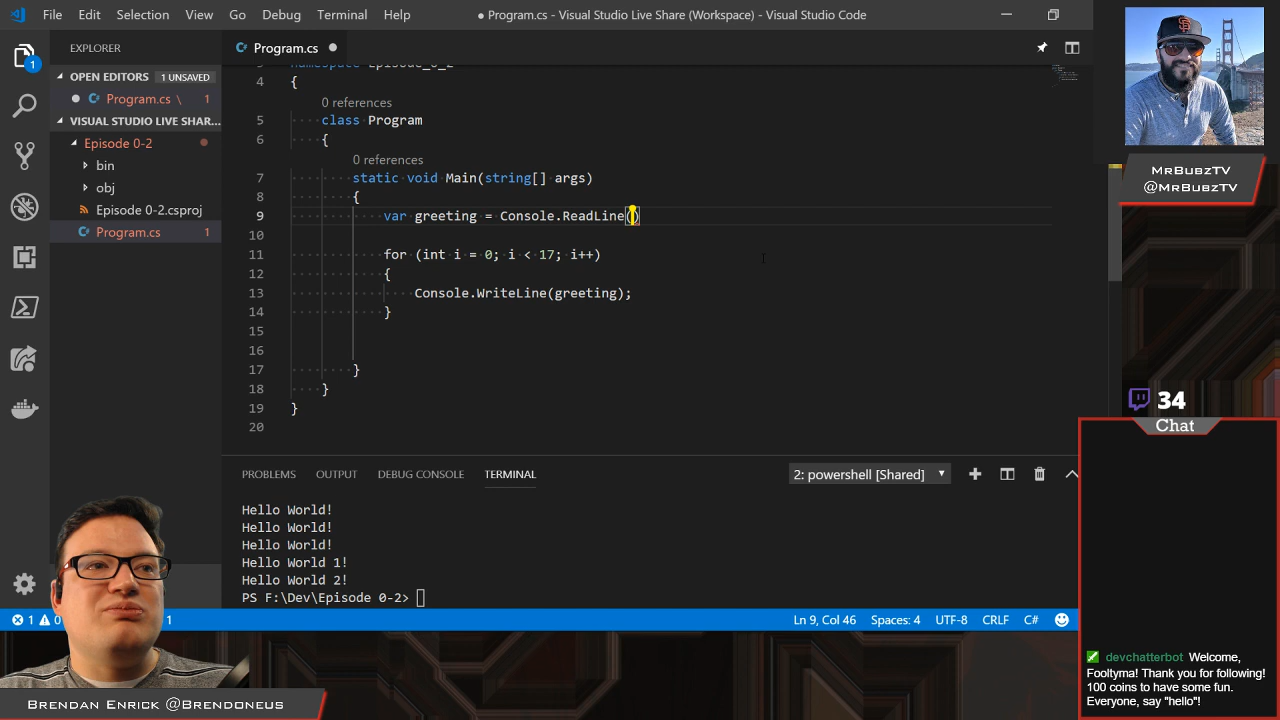 File Edit Selection View Go Debug Terminal Help
● Program.cs - Visual Studio Live Share (Workspace) - Visual Studio Code
EXPLORER
OPEN EDITORS 1 UNSAVED
Program.cs \ 1
VISUAL STUDIO LIVE SHAR...
Episode 0-2
bin
obj
Episode 0-2.csproj
Program.cs 1
1
Program.cs
4 {
0 references
5 class Program
6 {
0 references
7 static void Main(string[] args)
8 {
9 var greeting = Console.ReadLine()
10
11 for (int i = 0; i < 17; i++)
12 {
13 Console.WriteLine(greeting);
14 }
15
16
17 }
18 }
19 }
20
PROBLEMS OUTPUT DEBUG CONSOLE TERMINAL
2: powershell [Shared]
Hello World!
Hello World!
Hello World!
Hello World 1!
Hello World 2!
PS F:\Dev\Episode 0-2>
1 0 1
Ln 9, Col 46 Spaces: 4 UTF-8 CRLF C#
BRENDAN ENRICK @BRENDONEUS
MRBUBZTV
@MRBUBZTV
34
Chat
devchatterbot Welcome,
Fooltyma! Thank you for following!
100 coins to have some fun.
Everyone, say "hello"!